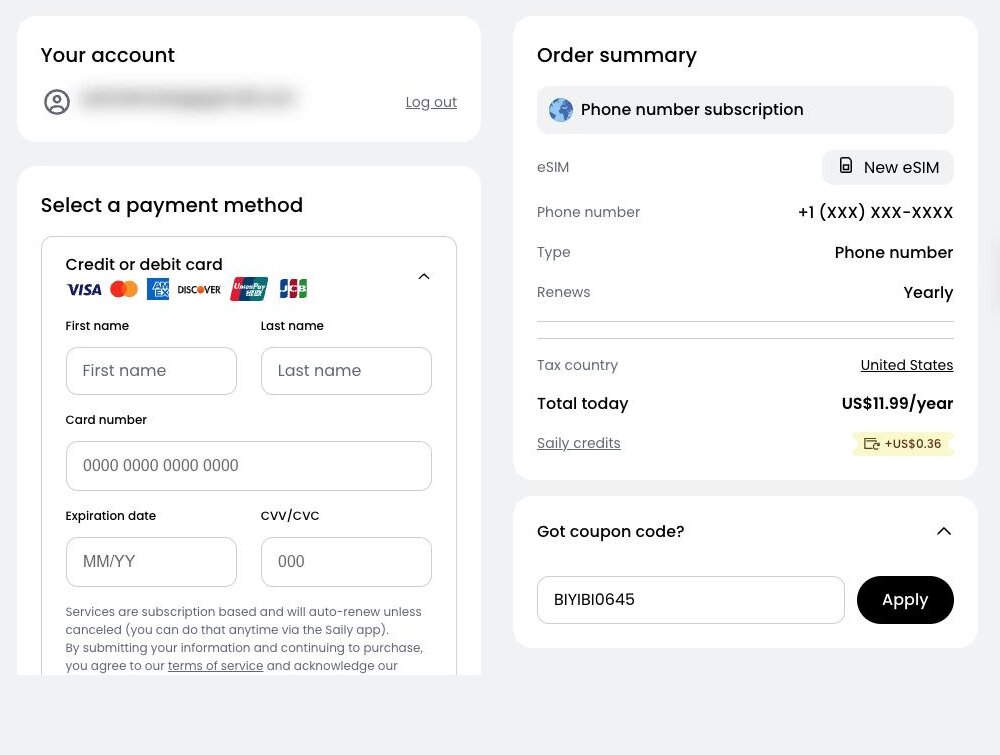 Your account
Log out
Select a payment method
Credit or debit card
VISA AMEX DISCOVER UnionPay 银联 JCB
First name Last name
First name Last name
Card number
0000 0000 0000 0000
Expiration date CVV/CVC
MM/YY 000
Services are subscription based and will auto-renew unless
canceled (you can do that anytime via the Saily app).
By submitting your information and continuing to purchase,
you agree to our terms of service and acknowledge our
Order summary
Phone number subscription
eSIM New eSIM
Phone number +1 (XXX) XXX-XXXX
Type Phone number
Renews Yearly
Tax country United States
Total today US$11.99/year
Saily credits +US$0.36
Got coupon code?
BIYIBI0645 Apply